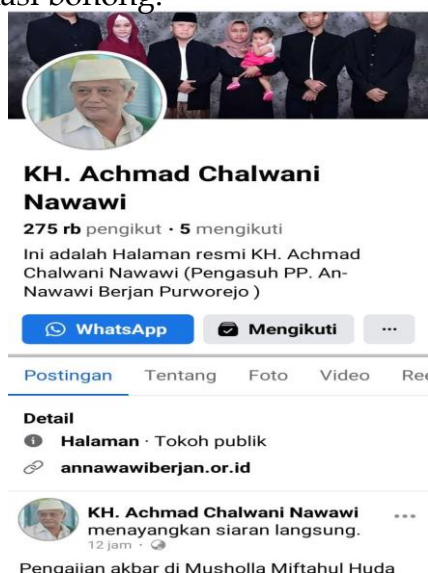 bohong.
KH. Achmad Chalwani
Nawawi
275 rb pengikut · 5 mengikuti
Ini adalah Halaman resmi KH. Achmad
Chalwani Nawawi (Pengasuh PP. An-
Nawawi Berjan Purworejo )
WhatsApp Mengikuti ...
Postingan Tentang Foto Video Ree
Detail
Halaman · Tokoh publik
annawawiberjan.or.id
KH. Achmad Chalwani Nawawi ...
menayangkan siaran langsung.
12 jam ·
Pengajian akbar di Musholla Miftahul Huda